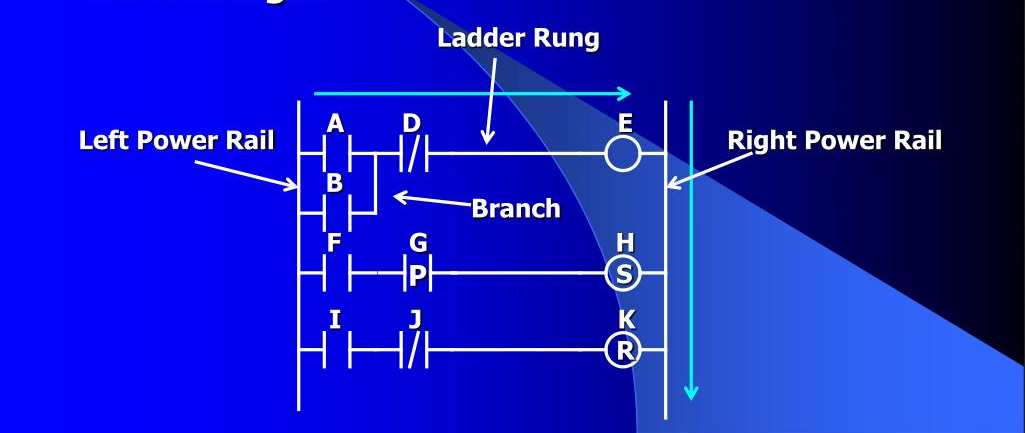 Ladder Rung
A D E
Left Power Rail
Right Power Rail
B
Branch
F G H
P S
I J K
R